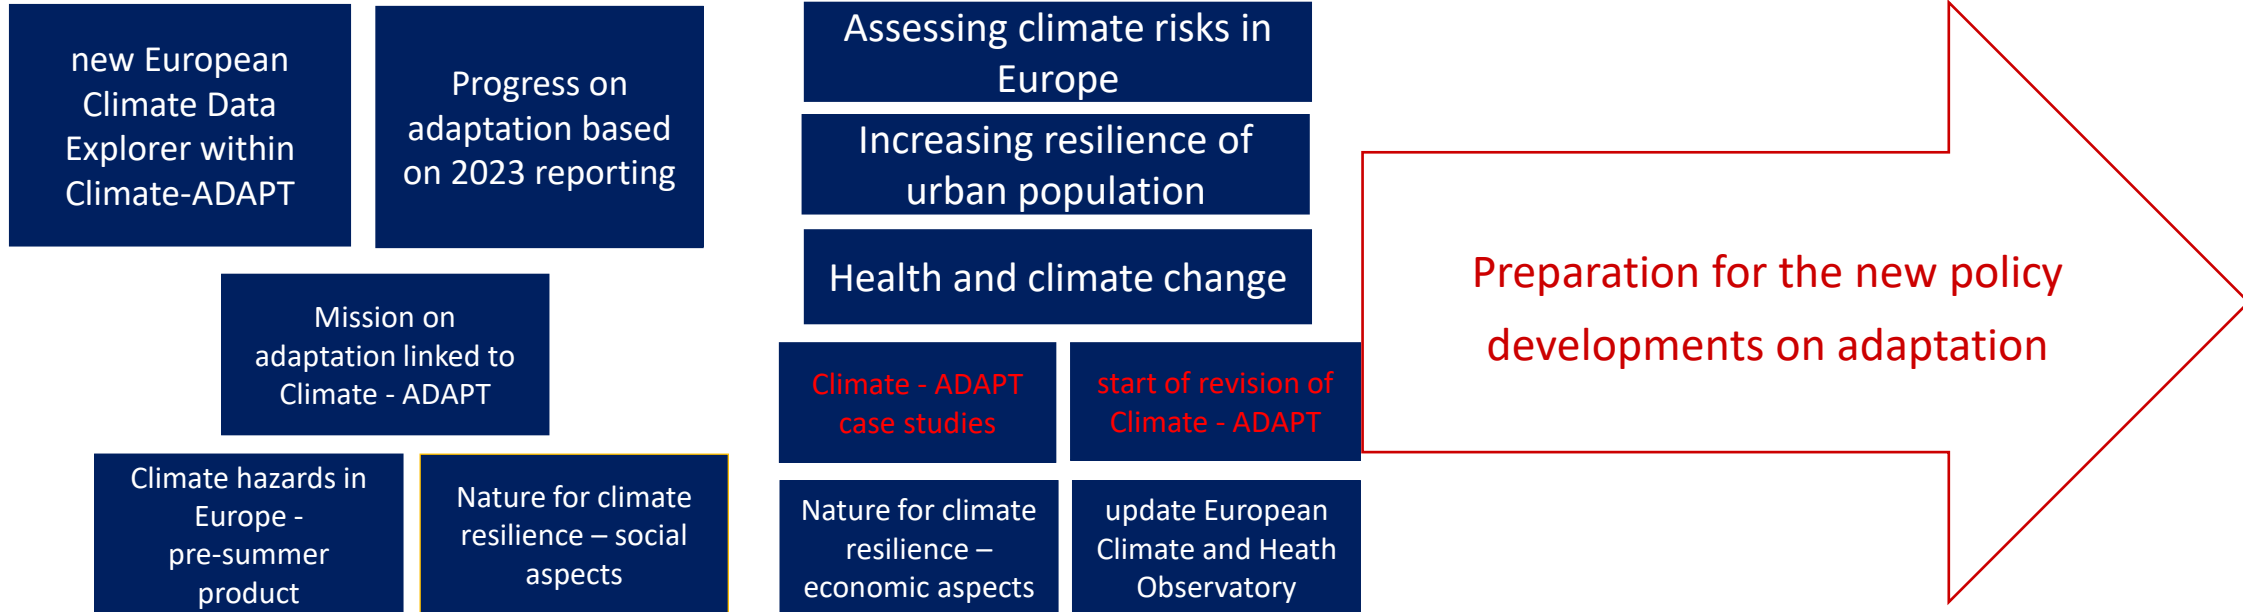 new European
Climate Data
Explorer within
Climate-ADAPT
Progress on
adaptation based
on 2023 reporting
Mission on
adaptation linked to
Climate - ADAPT
Climate hazards in
Europe -
pre-summer
product
Nature for climate
resilience – social
aspects
Assessing climate risks in
Europe
Increasing resilience of
urban population
Health and climate change
Climate - ADAPT
case studies
start of revision of
Climate - ADAPT
Nature for climate
resilience –
economic aspects
update European
Climate and Heath
Observatory
Preparation for the new policy
developments on adaptation